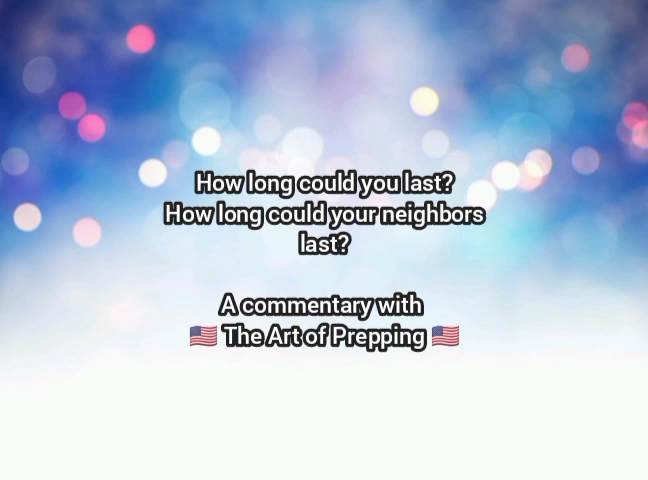 How long could you last?
How long could your neighbors
last?
A commentary with
🇺🇸 The Art of Prepping 🇺🇸